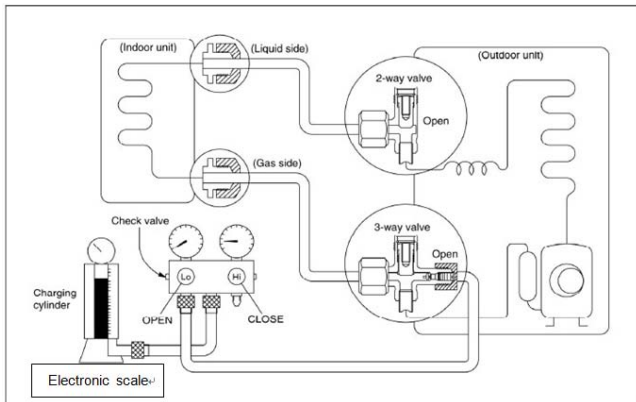 (Indoor unit)
(Liquid side)
2-way valve
(Outdoor unit)
Open
(Gas side)
3-way valve
Open
Check valve
Lo
Hi
Charging
cylinder
OPEN
CLOSE
Electronic scale